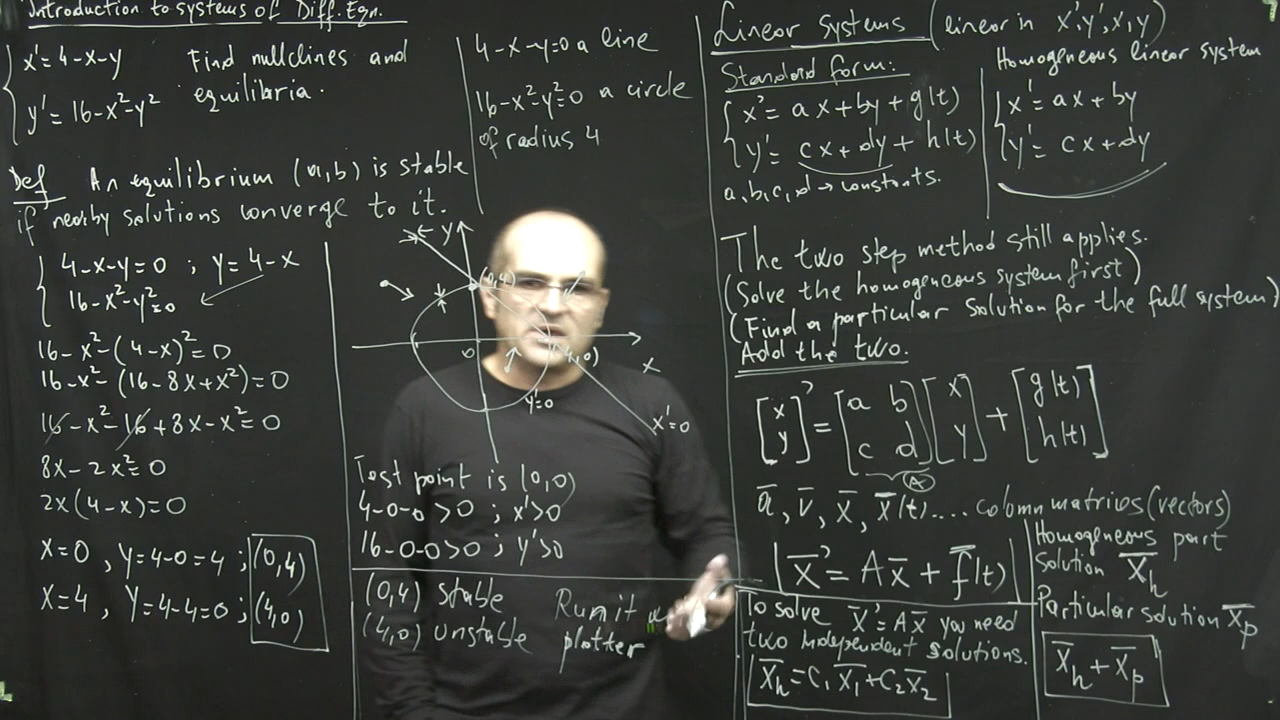 Introduction to systems of Diff. Eqn.
x' = 4-x-y
y' = 16-x²-y²
Find nullclines and
equilibria.
4-x-y=0 a line
16-x²-y²=0 a circle
of radius 4
Def An equilibrium (a,b) is stable
if nearby solutions converge to it.
4-x-y=0 ; y=4-x
16-x²-y²=0
16-x²-(4-x)²=0
16-x²-(16-8x+x²)=0
16-x²-16+8x-x²=0
8x-2x²=0
2x(4-x)=0
x=0, y=4-0=4; (0,4)
x=4, y=4-4=0; (4,0)
y
(0,4)
0
(4,0)
x
y'=0
x'=0
Test point is (0,0)
4-0-0>0 ; x'>0
16-0-0>0 ; y'>0
(0,4) stable
(4,0) unstable
Run it
plotter
Linear systems (linear in x',y',x,y)
Standard form:
x' = ax+by+g(t)
y' = cx+dy+h(t)
a,b,c,d → constants.
Homogeneous linear system
x' = ax+by
y' = cx+dy
The two step method still applies.
(Solve the homogeneous system first)
(Find a particular solution for the full system)
Add the two.
[x y]' = [a b c d] [x y] + [g(t) h(t)]
A
a̅, v̅, x̅, x̅(t).... column matrices (vectors)
x̅' = Ax̅ + f̅(t)
Homogeneous part
solution x̅h
Particular solution x̅p
x̅h + x̅p
To solve x̅' = Ax̅ you need
two independent solutions.
x̅h = C₁x̅₁ + C₂x̅₂